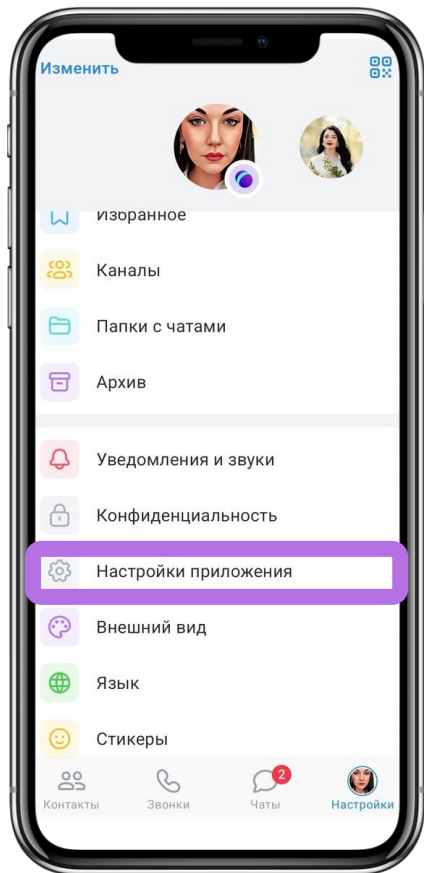 Изменить
Избранное
Каналы
Папки с чатами
Архив
Уведомления и звуки
Конфиденциальность
Настройки приложения
Внешний вид
Язык
Стикеры
2
Контакты
Звонки
Чаты
Настройки